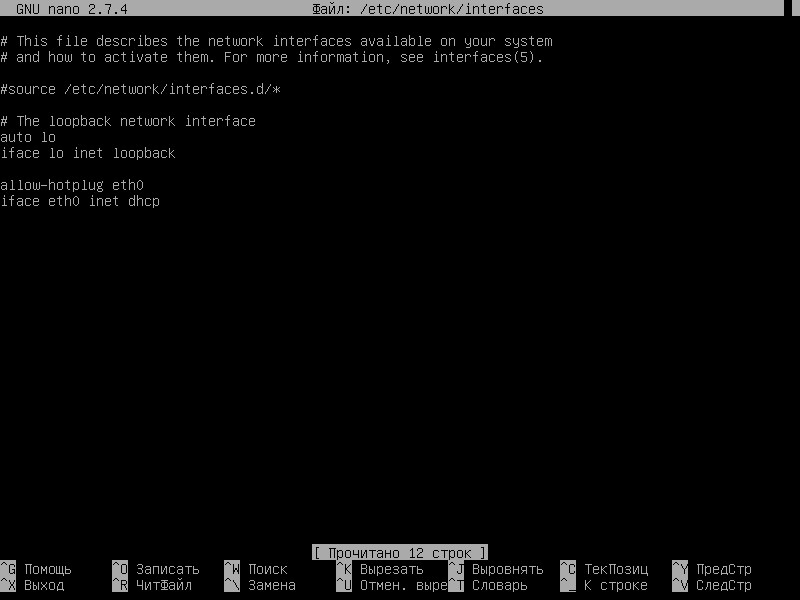 GNU nano 2.7.4 Файл: /etc/network/interfaces
# This file describes the network interfaces available on your system
# and how to activate them. For more information, see interfaces(5).
#source /etc/network/interfaces.d/*
# The loopback network interface
auto lo
iface lo inet loopback
allow-hotplug eth0
iface eth0 inet dhcp
[ Прочитано 12 строк ]
^G Помощь ^O Записать ^W Поиск ^K Вырезать ^J Выровнять ^C ТекПозиц ^Y ПредСтр
^X Выход ^R ЧитФайл ^\ Замена ^U Отмен. выре^T Словарь ^_ К строке ^V СледСтр